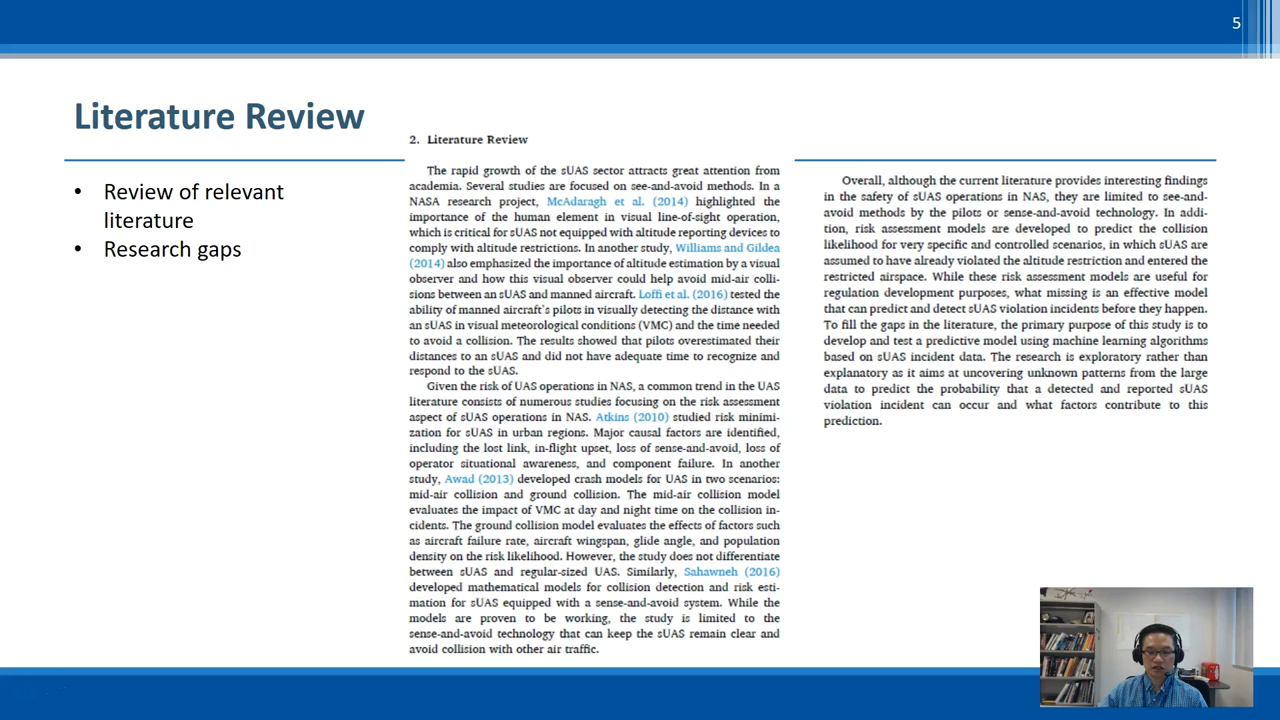 5
Literature Review
• Review of relevant
literature
• Research gaps
2. Literature Review
The rapid growth of the sUAS sector attracts great attention from
academia. Several studies are focused on see-and-avoid methods. In a
NASA research project, McAdaragh et al. (2014) highlighted the
importance of the human element in visual line-of-sight operation,
which is critical for sUAS not equipped with altitude reporting devices to
comply with altitude restrictions. In another study, Williams and Gildea
(2014) also emphasized the importance of altitude estimation by a visual
observer and how this visual observer could help avoid mid-air colli-
sions between an sUAS and manned aircraft. Loffi et al. (2016) tested the
ability of manned aircraft's pilots in visually detecting the distance with
an sUAS in visual meteorological conditions (VMC) and the time needed
to avoid a collision. The results showed that pilots overestimated their
distances to an sUAS and did not have adequate time to recognize and
respond to the sUAS.
Given the risk of UAS operations in NAS, a common trend in the UAS
literature consists of numerous studies focusing on the risk assessment
aspect of sUAS operations in NAS. Atkins (2010) studied risk minimi-
zation for sUAS in urban regions. Major causal factors are identified,
including the lost link, in-flight upset, loss of sense-and-avoid, loss of
operator situational awareness, and component failure. In another
study, Awad (2013) developed crash models for UAS in two scenarios:
mid-air collision and ground collision. The mid-air collision model
evaluates the impact of VMC at day and night time on the collision in-
cidents. The ground collision model evaluates the effects of factors such
as aircraft failure rate, aircraft wingspan, glide angle, and population
density on the risk likelihood. However, the study does not differentiate
between sUAS and regular-sized UAS. Similarly, Sahawneh (2016)
developed mathematical models for collision detection and risk esti-
mation for sUAS equipped with a sense-and-avoid system. While the
models are proven to be working, the study is limited to the
sense-and-avoid technology that can keep the sUAS remain clear and
avoid collision with other air traffic.
Overall, although the current literature provides interesting findings
in the safety of sUAS operations in NAS, they are limited to see-and-
avoid methods by the pilots or sense-and-avoid technology. In addi-
tion, risk assessment models are developed to predict the collision
likelihood for very specific and controlled scenarios, in which sUAS are
assumed to have already violated the altitude restriction and entered the
restricted airspace. While these risk assessment models are useful for
regulation development purposes, what missing is an effective model
that can predict and detect sUAS violation incidents before they happen.
To fill the gaps in the literature, the primary purpose of this study is to
develop and test a predictive model using machine learning algorithms
based on sUAS incident data. The research is exploratory rather than
explanatory as it aims at uncovering unknown patterns from the large
data to predict the probability that a detected and reported sUAS
violation incident can occur and what factors contribute to this
prediction.